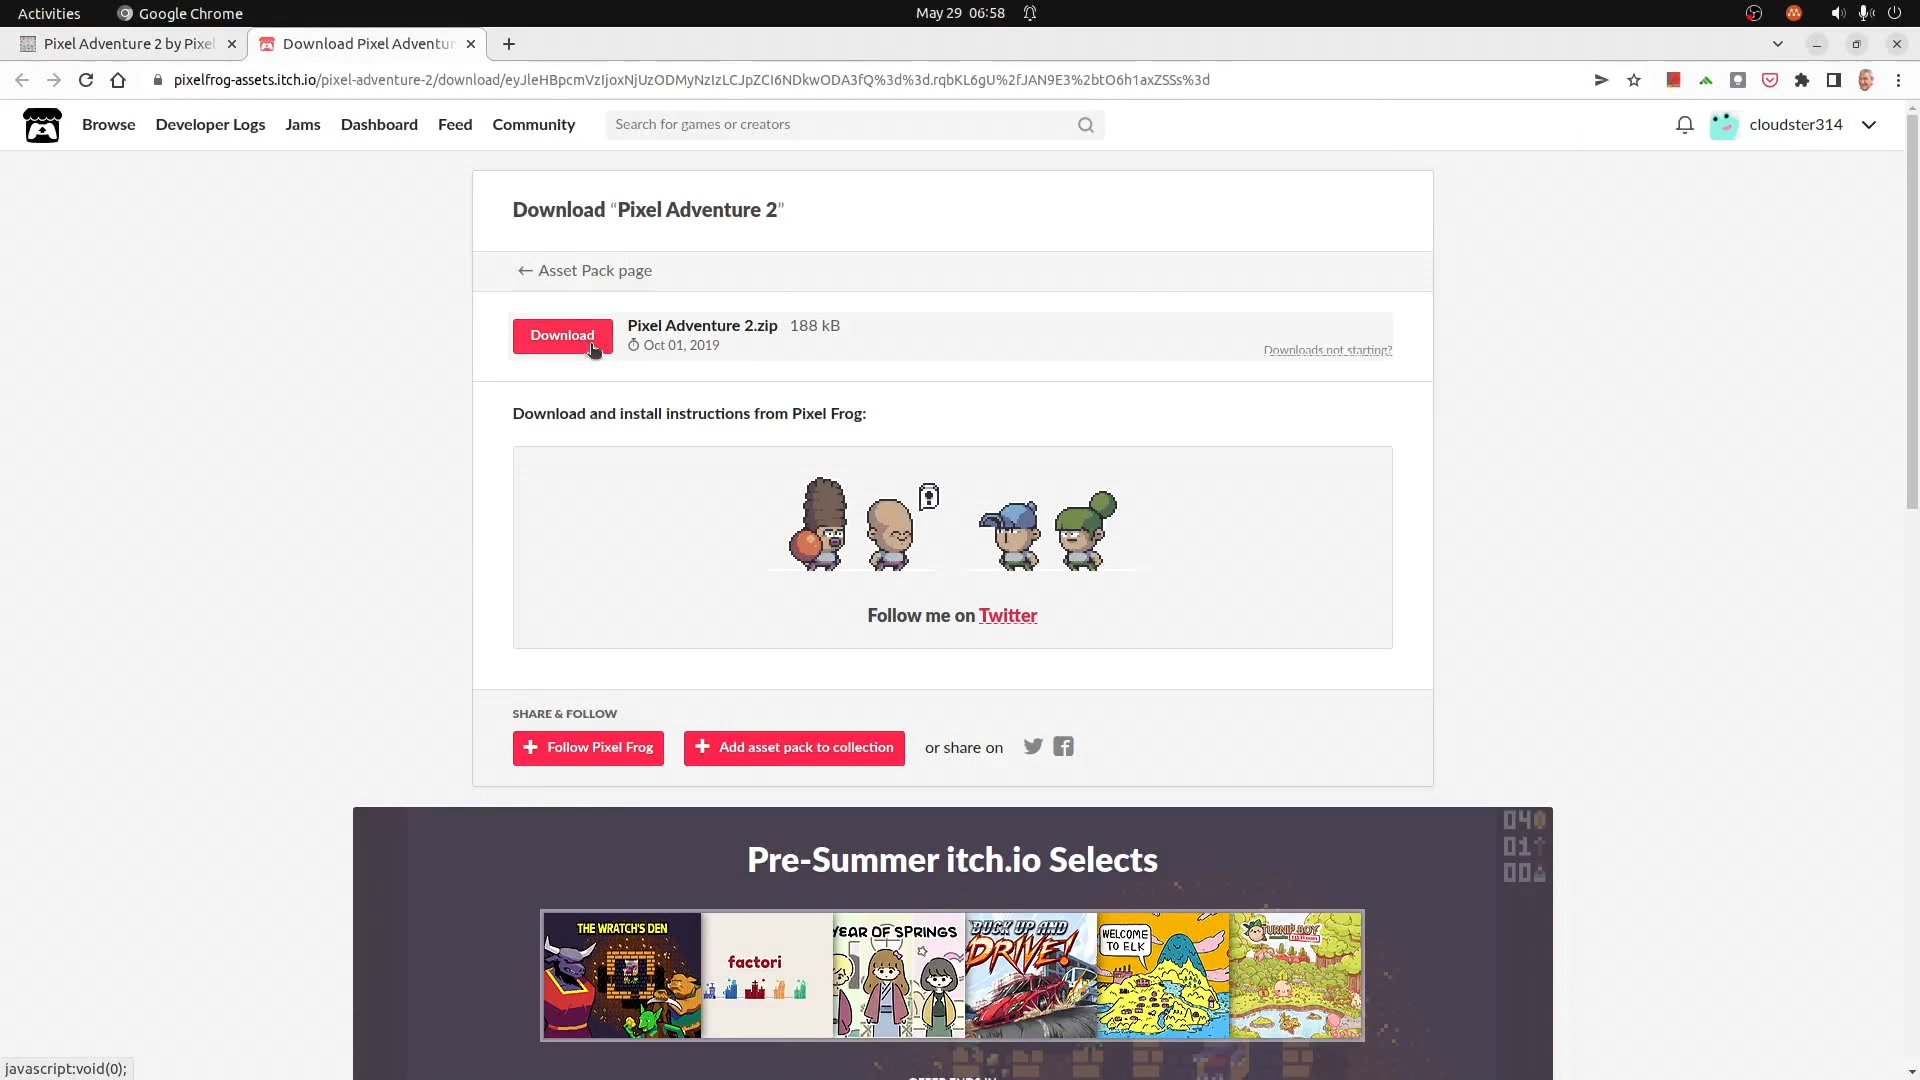 Activities
Google Chrome
May 29 06:58
Pixel Adventure 2 by Pixel
Download Pixel Adventur
pixelfrog-assets.itch.io/pixel-adventure-2/download/eyJleHBpcmVzIjoxNjUzODMyNzIzLCJpZCI6NDkwODA3fQ%3d%3d.rqbKL6gU%2fJAN9E3%2btO6h1axZSSs%3d
Browse
Developer Logs
Jams
Dashboard
Feed
Community
Search for games or creators
cloudster314
Download “Pixel Adventure 2”
← Asset Pack page
Download
Pixel Adventure 2.zip 188 kB
Oct 01, 2019
Downloads not starting?
Download and install instructions from Pixel Frog:
Follow me on Twitter
SHARE & FOLLOW
Follow Pixel Frog
Add asset pack to collection
or share on
040
01
00
Pre-Summer itch.io Selects
THE WRATCH'S DEN
factori
YEAR OF SPRINGS
BUCK UP AND
DRIVE!
WELCOME
TO ELK
TURNIP BOY
javascript:void(0);